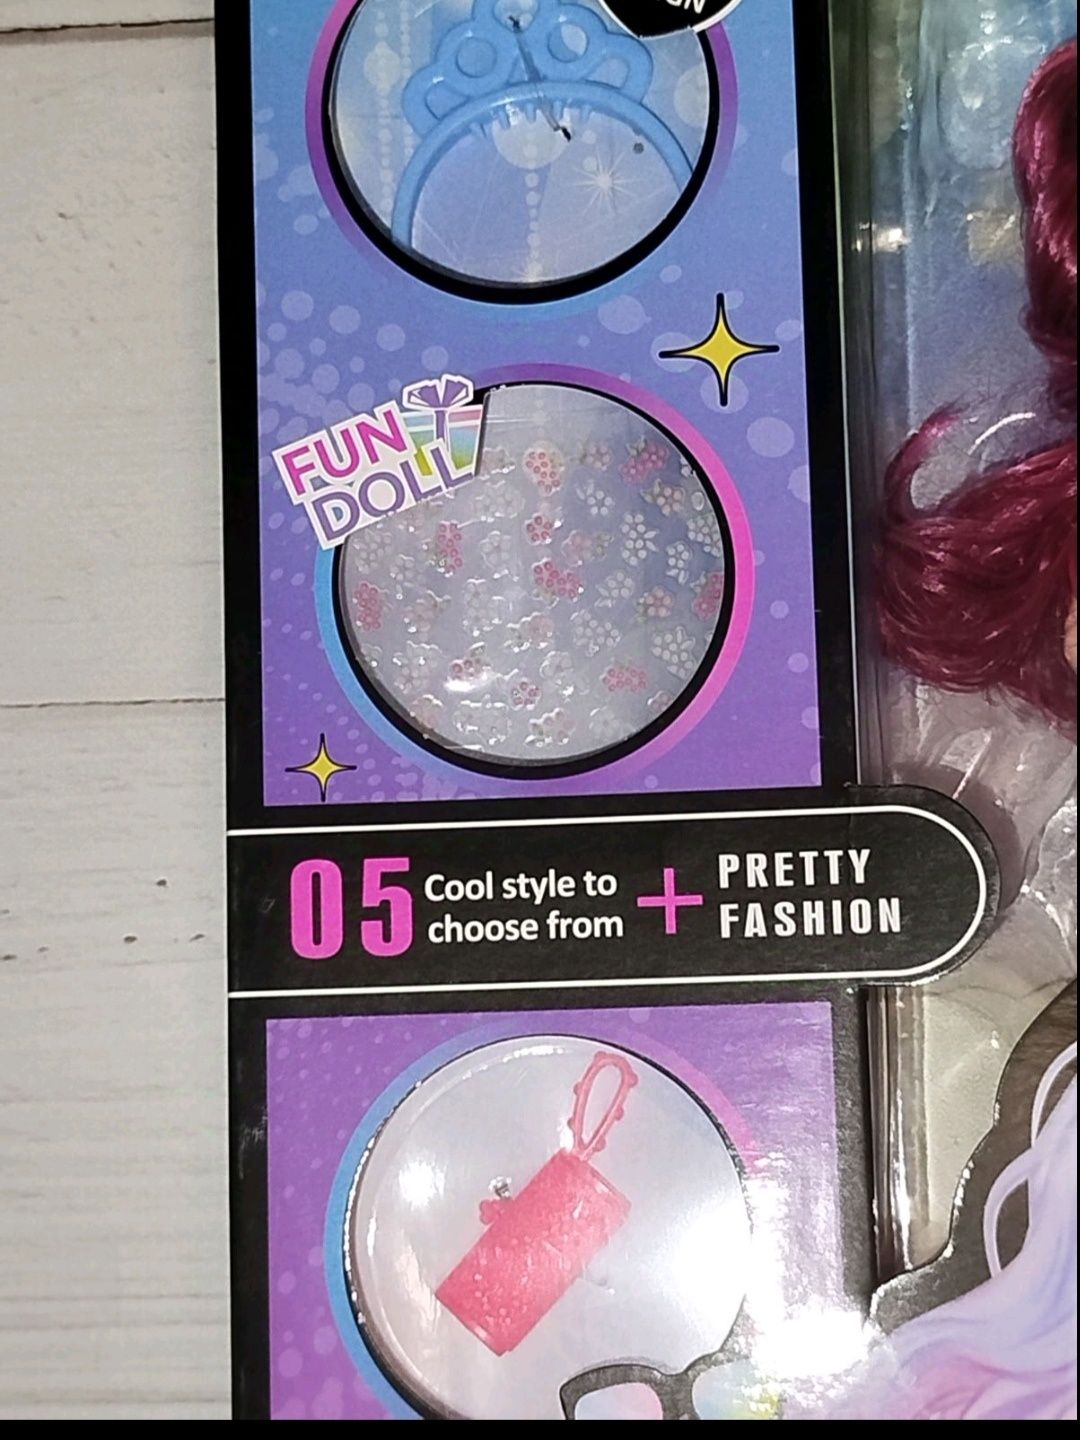 FUN
DOLL
05 Cool style to
choose from
+ PRETTY
FASHION